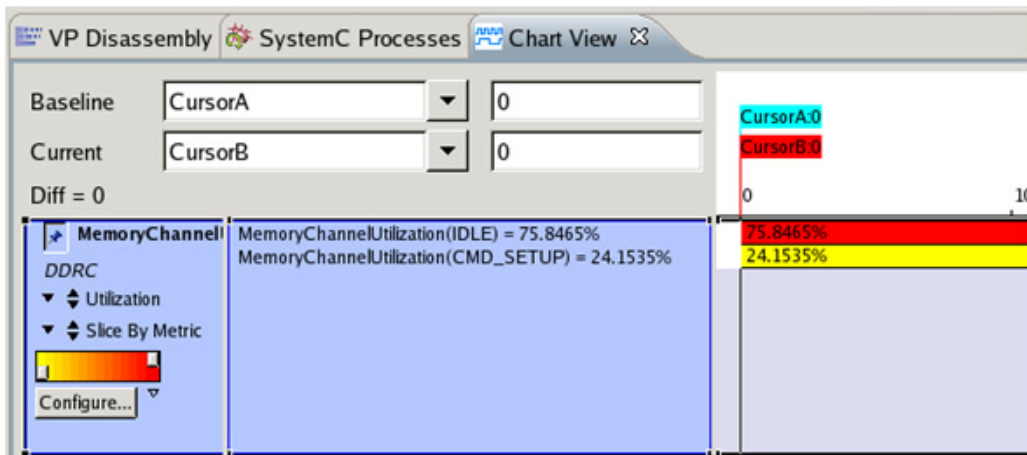 VP Disassembly SystemC Processes Chart View
Baseline CursorA 0
Current CursorB 0
Diff = 0
CursorA:0
CursorB:0
0 10
MemoryChannel
DDRC
Utilization
Slice By Metric
Configure...
MemoryChannelUtilization(IDLE) = 75.8465%
MemoryChannelUtilization(CMD_SETUP) = 24.1535%
75.8465%
24.1535%